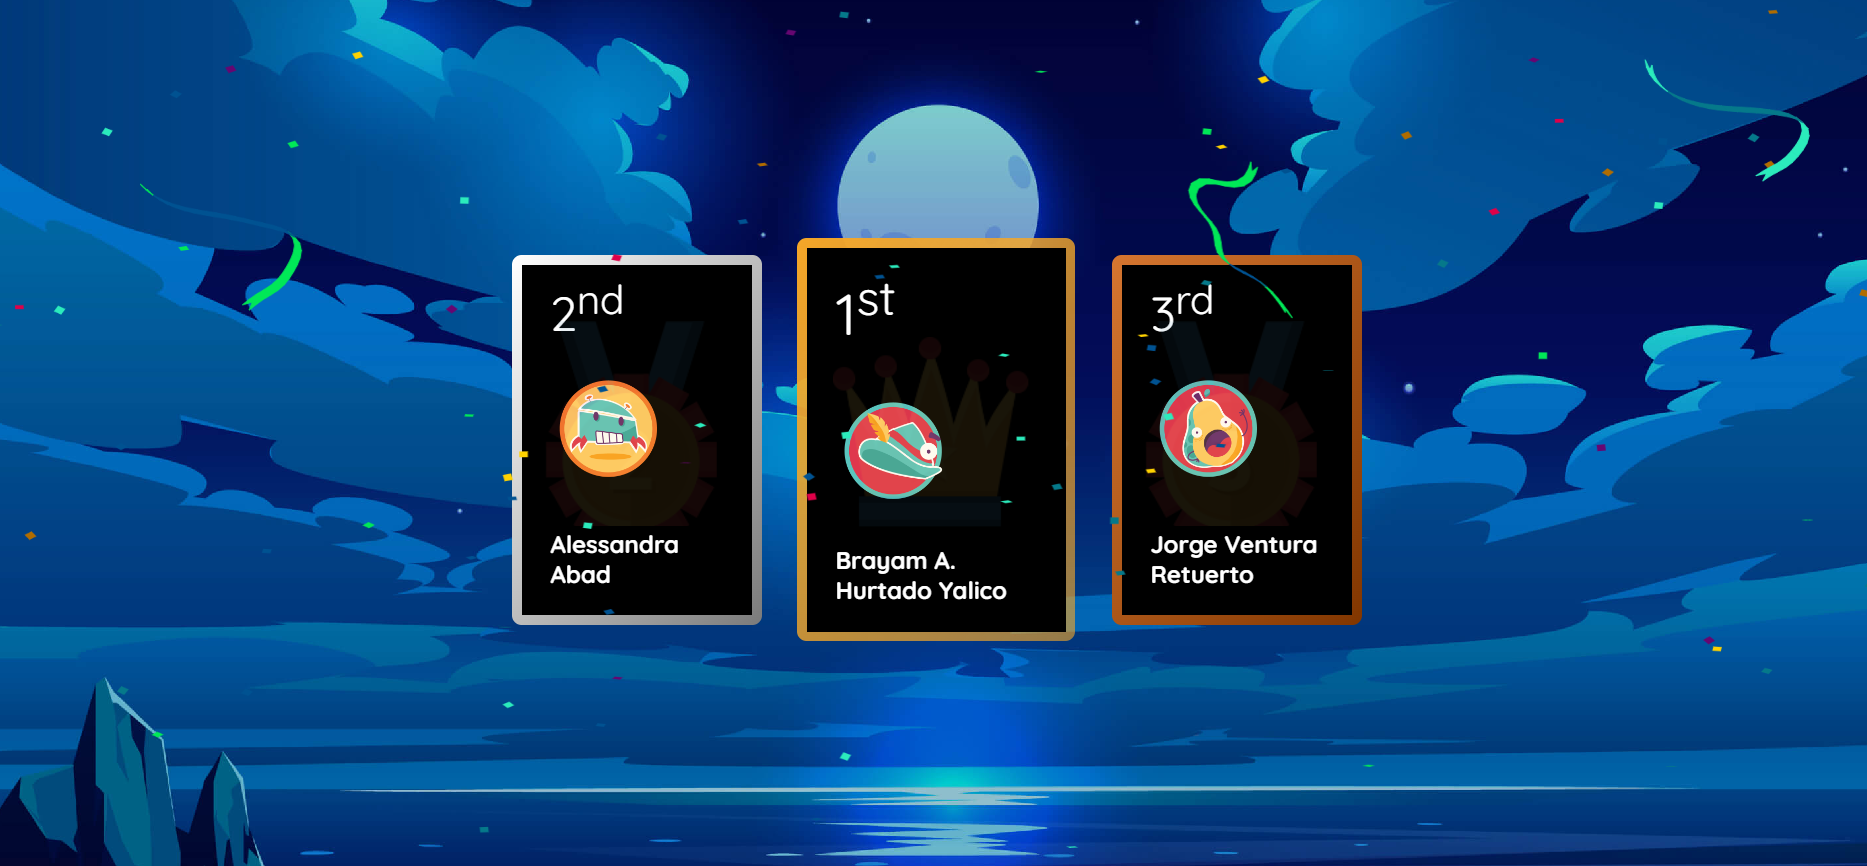 2nd
Alessandra
Abad
1st
Brayam A.
Hurtado Yalico
3rd
Jorge Ventura
Retuerto